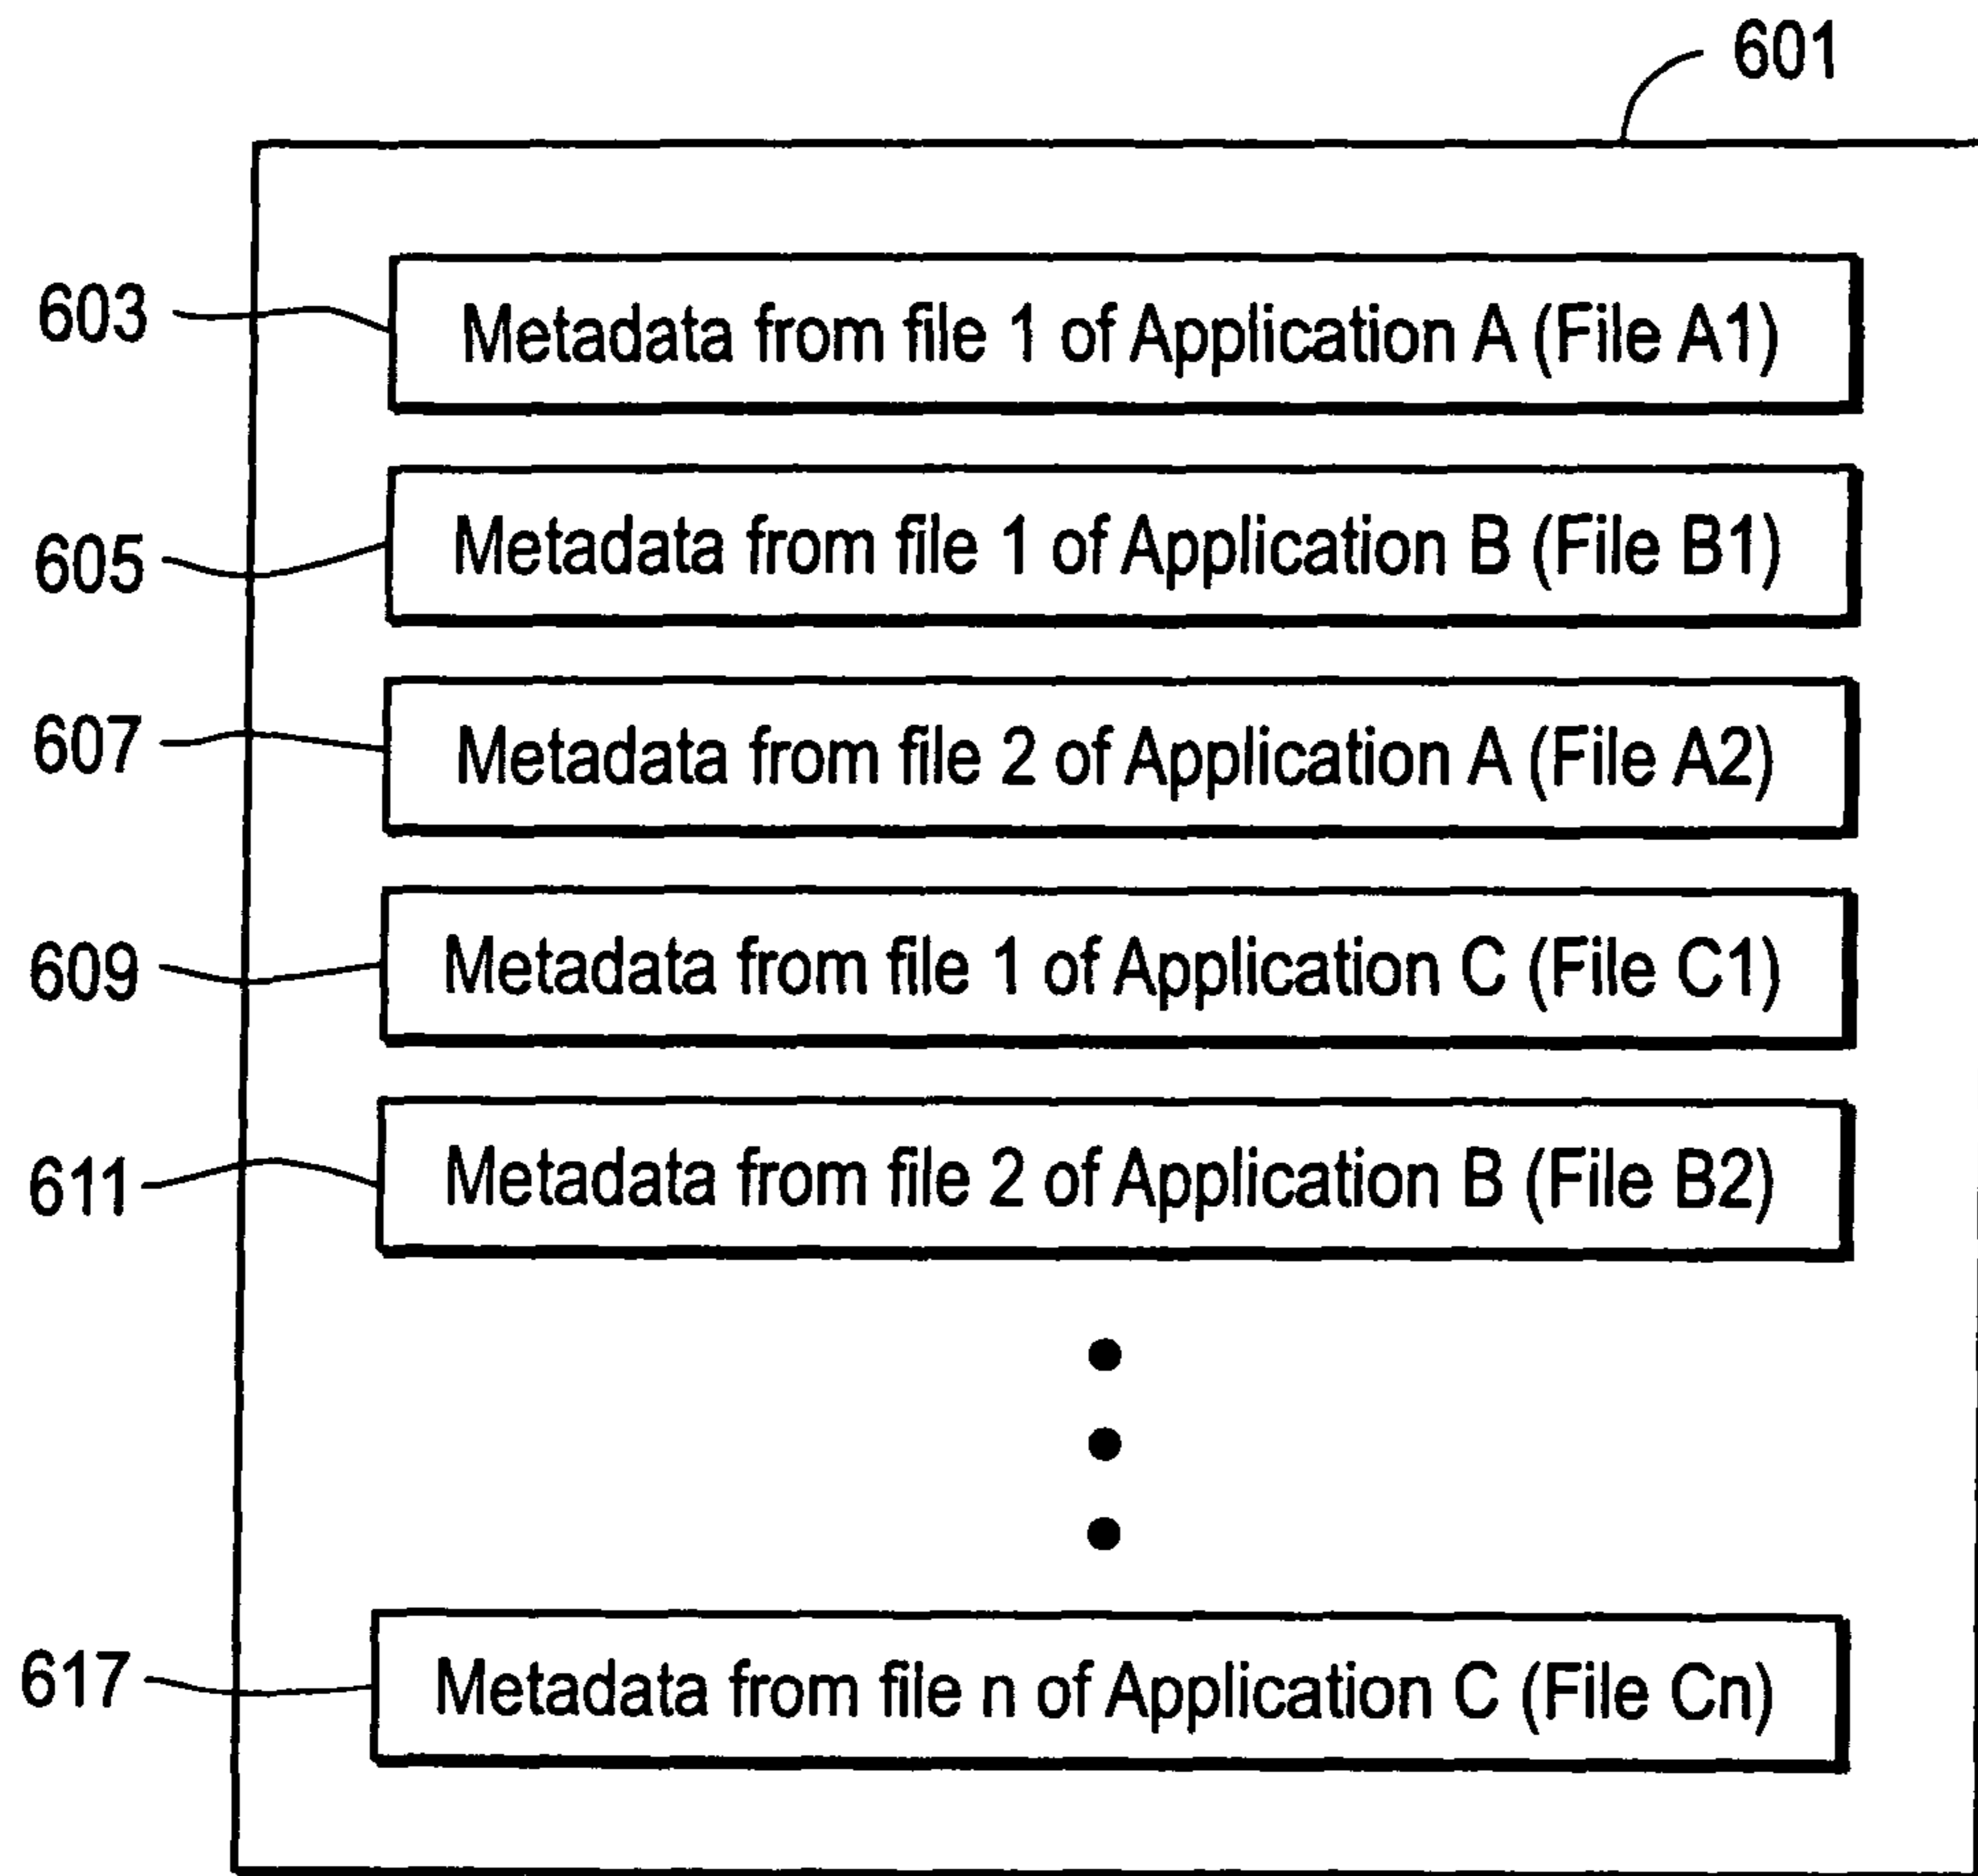 601
603 Metadata from file 1 of Application A (File A1)
605 Metadata from file 1 of Application B (File B1)
607 Metadata from file 2 of Application A (File A2)
609 Metadata from file 1 of Application C (File C1)
611 Metadata from file 2 of Application B (File B2)
617 Metadata from file n of Application C (File Cn)